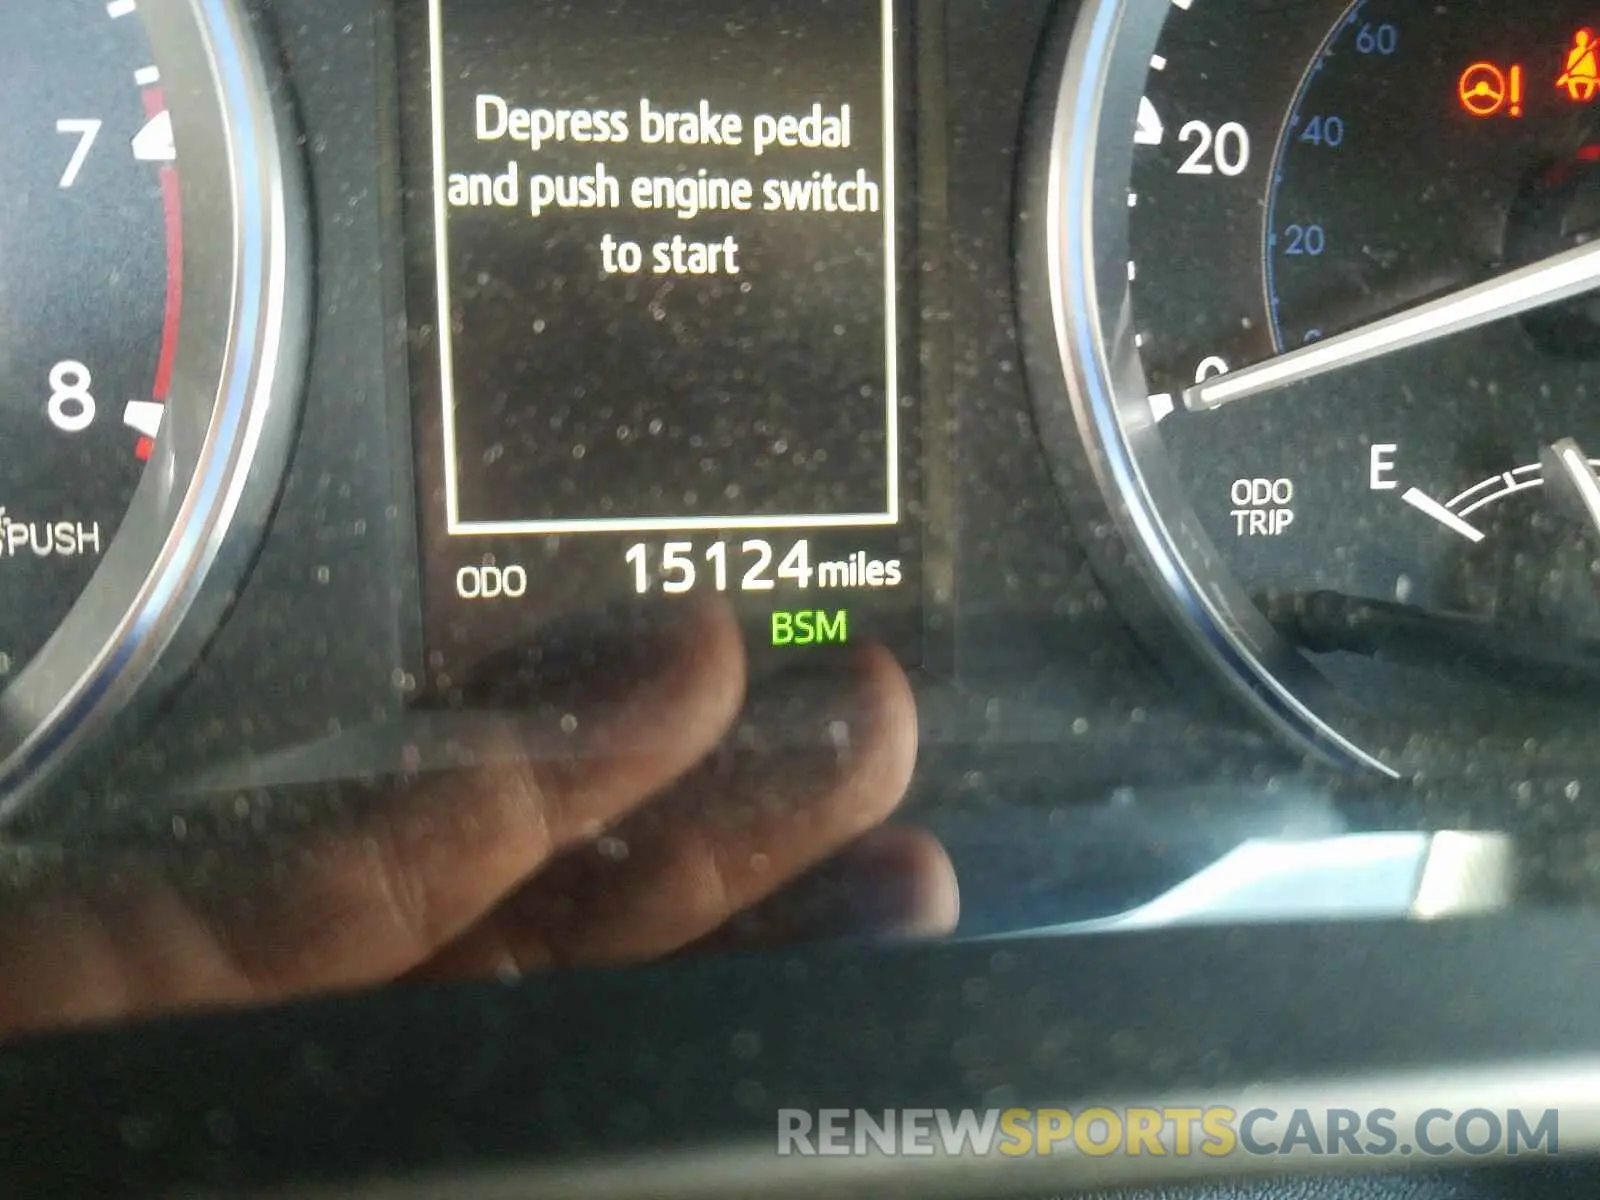 Depress brake pedal
and push engine switch
to start
ODO 15124 miles
BSM
7
8
PUSH
60
40
20
20
0
0
ODO
TRIP
E
RENEWSPORTSCARS.COM